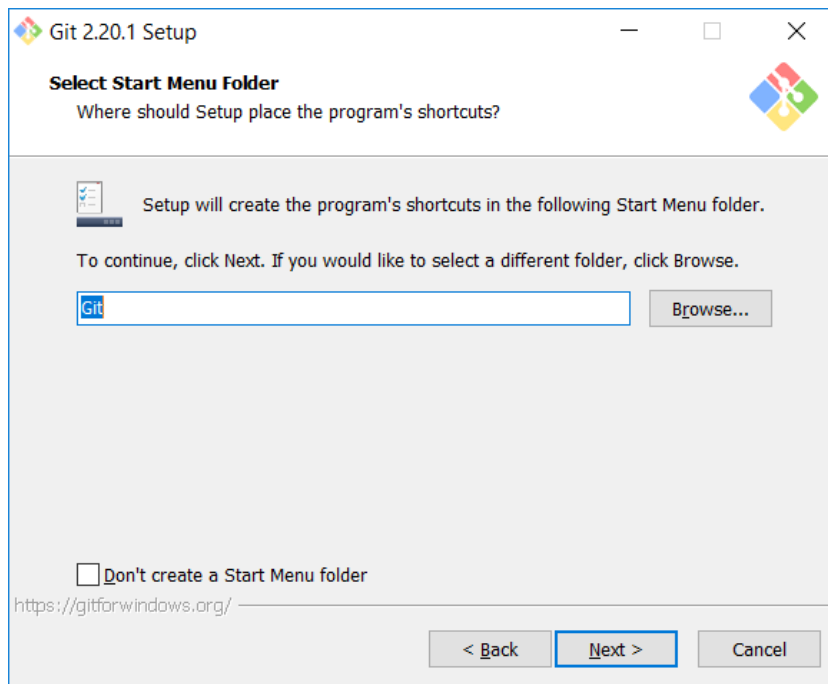 Git 2.20.1 Setup
Select Start Menu Folder
Where should Setup place the program's shortcuts?
Setup will create the program's shortcuts in the following Start Menu folder.
To continue, click Next. If you would like to select a different folder, click Browse.
Git
Browse...
Don't create a Start Menu folder
https://gitforwindows.org/
< Back
Next >
Cancel